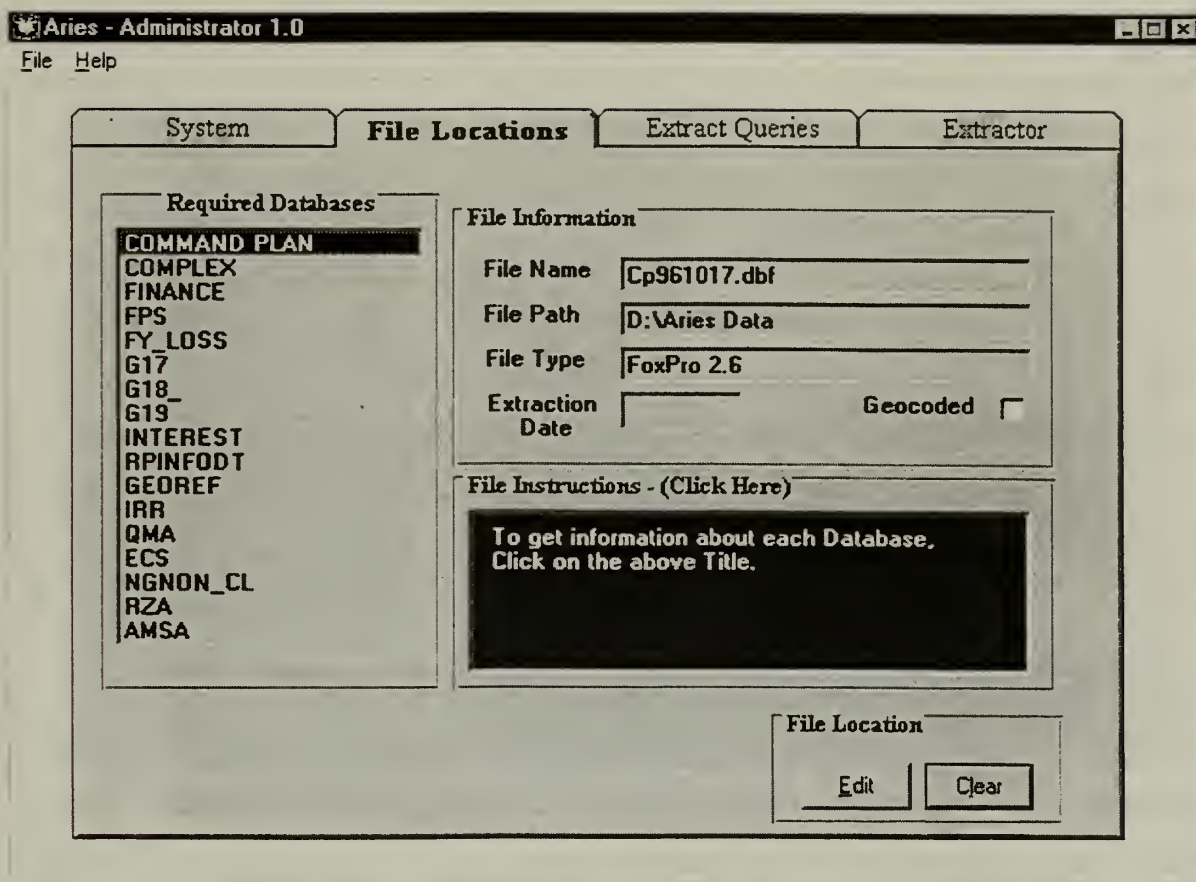 Aries - Administrator 1.0
File Help
System File Locations Extract Queries Extractor
Required Databases
COMMAND PLAN
COMPLEX
FINANCE
FPS
FY_LOSS
G17
G18_
G19
INTEREST
RPINFODT
GEOREF
IRR
QMA
ECS
NGNON_CL
RZA
AMSA
File Information
File Name Cp961017.dbf
File Path D:\Aries Data
File Type FoxPro 2.6
Extraction Date
Geocoded
File Instructions - (Click Here)
To get information about each Database,
Click on the above Title.
File Location
Edit Clear